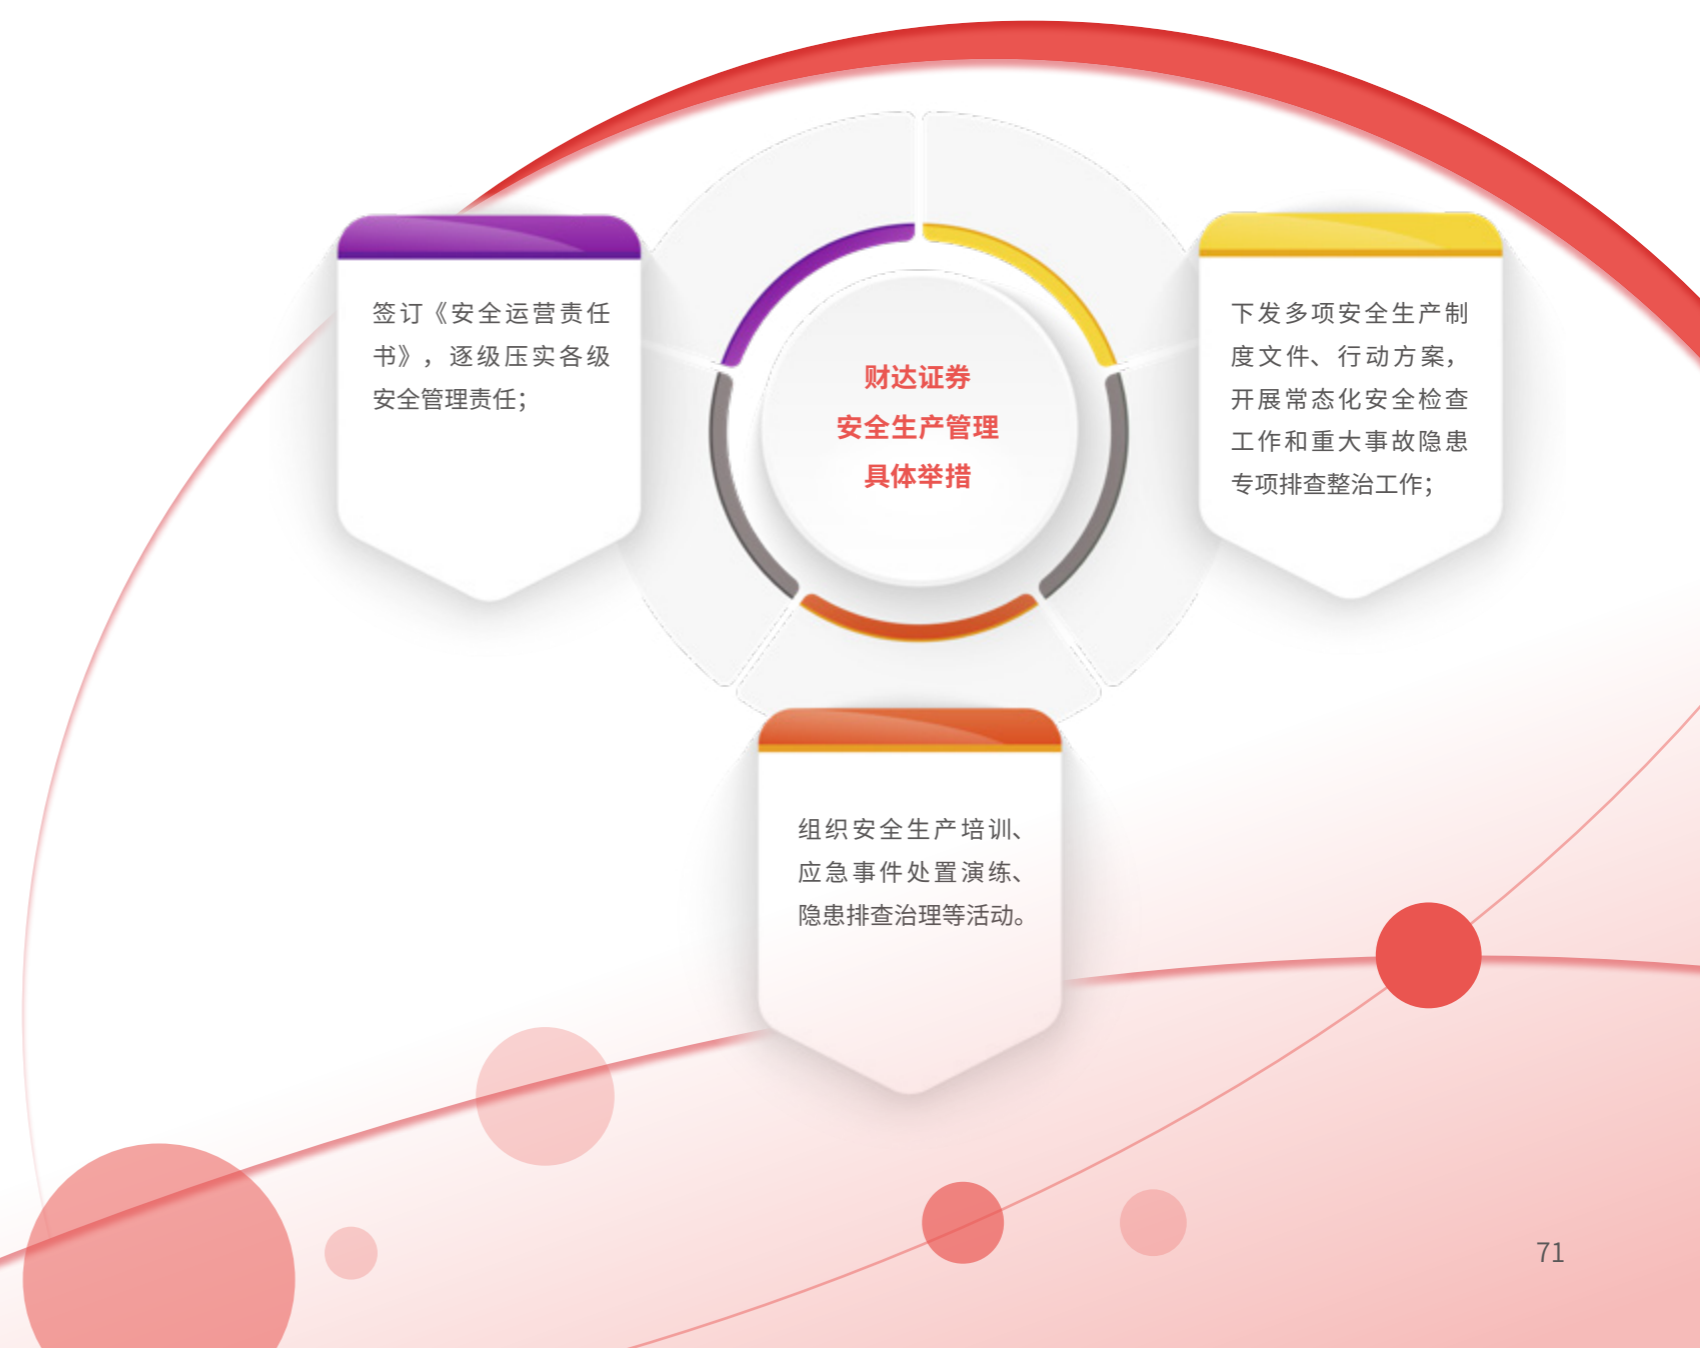 财达证券
安全生产管理
具体举措
签订《安全运营责任
书》，逐级压实各级
安全管理责任；
下发多项安全生产制
度文件、行动方案，
开展常态化安全检查
工作和重大事故隐患
专项排查整治工作；
组织安全生产培训、
应急事件处置演练、
隐患排查治理等活动。
71